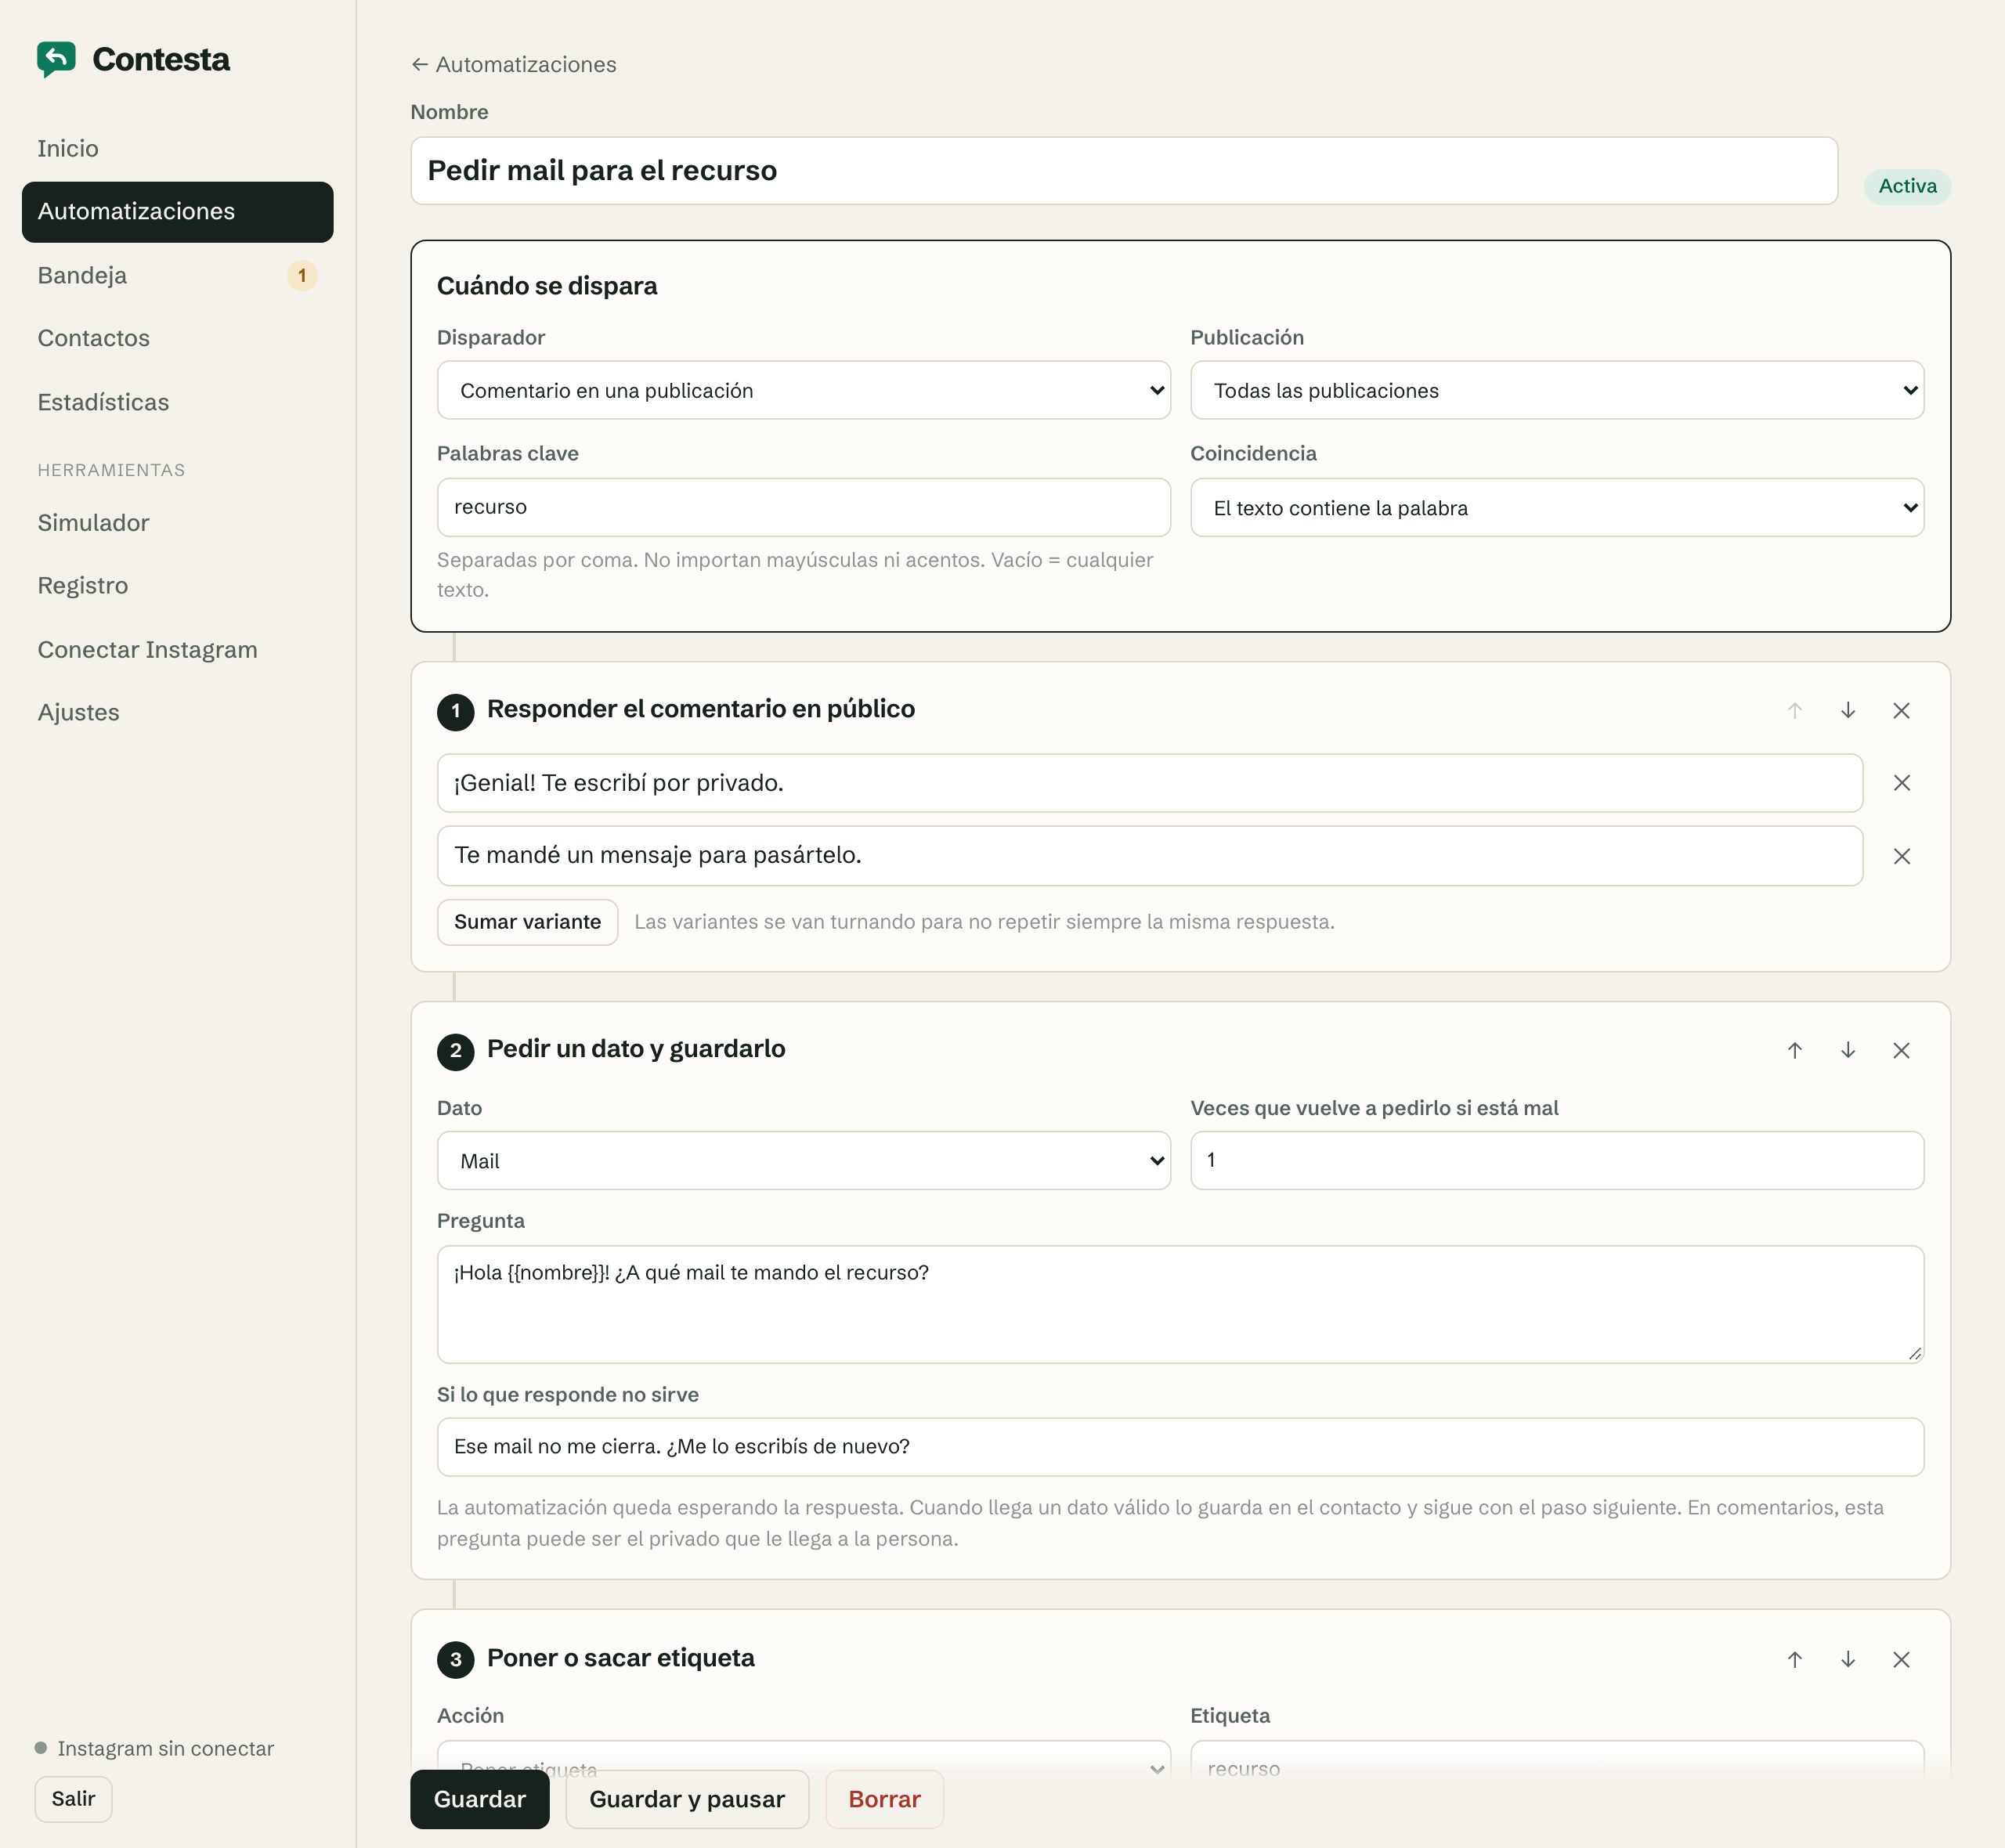 Contesta
Inicio
Automatizaciones
Bandeja 1
Contactos
Estadísticas
HERRAMIENTAS
Simulador
Registro
Conectar Instagram
Ajustes
Instagram sin conectar
Salir
← Automatizaciones
Nombre
Pedir mail para el recurso
Activa
Cuándo se dispara
Disparador
Publicación
Comentario en una publicación
Todas las publicaciones
Palabras clave
Coincidencia
recurso
El texto contiene la palabra
Separadas por coma. No importan mayúsculas ni acentos. Vacío = cualquier
texto.
1 Responder el comentario en público
¡Genial! Te escribí por privado.
Te mandé un mensaje para pasártelo.
Sumar variante
Las variantes se van turnando para no repetir siempre la misma respuesta.
2 Pedir un dato y guardarlo
Dato
Veces que vuelve a pedirlo si está mal
Mail
1
Pregunta
¡Hola {{nombre}}! ¿A qué mail te mando el recurso?
Si lo que responde no sirve
Ese mail no me cierra. ¿Me lo escribís de nuevo?
La automatización queda esperando la respuesta. Cuando llega un dato válido lo guarda en el contacto y sigue con el paso siguiente. En comentarios, esta
pregunta puede ser el privado que le llega a la persona.
3 Poner o sacar etiqueta
Acción
Etiqueta
Poner etiqueta
recurso
Guardar
Guardar y pausar
Borrar